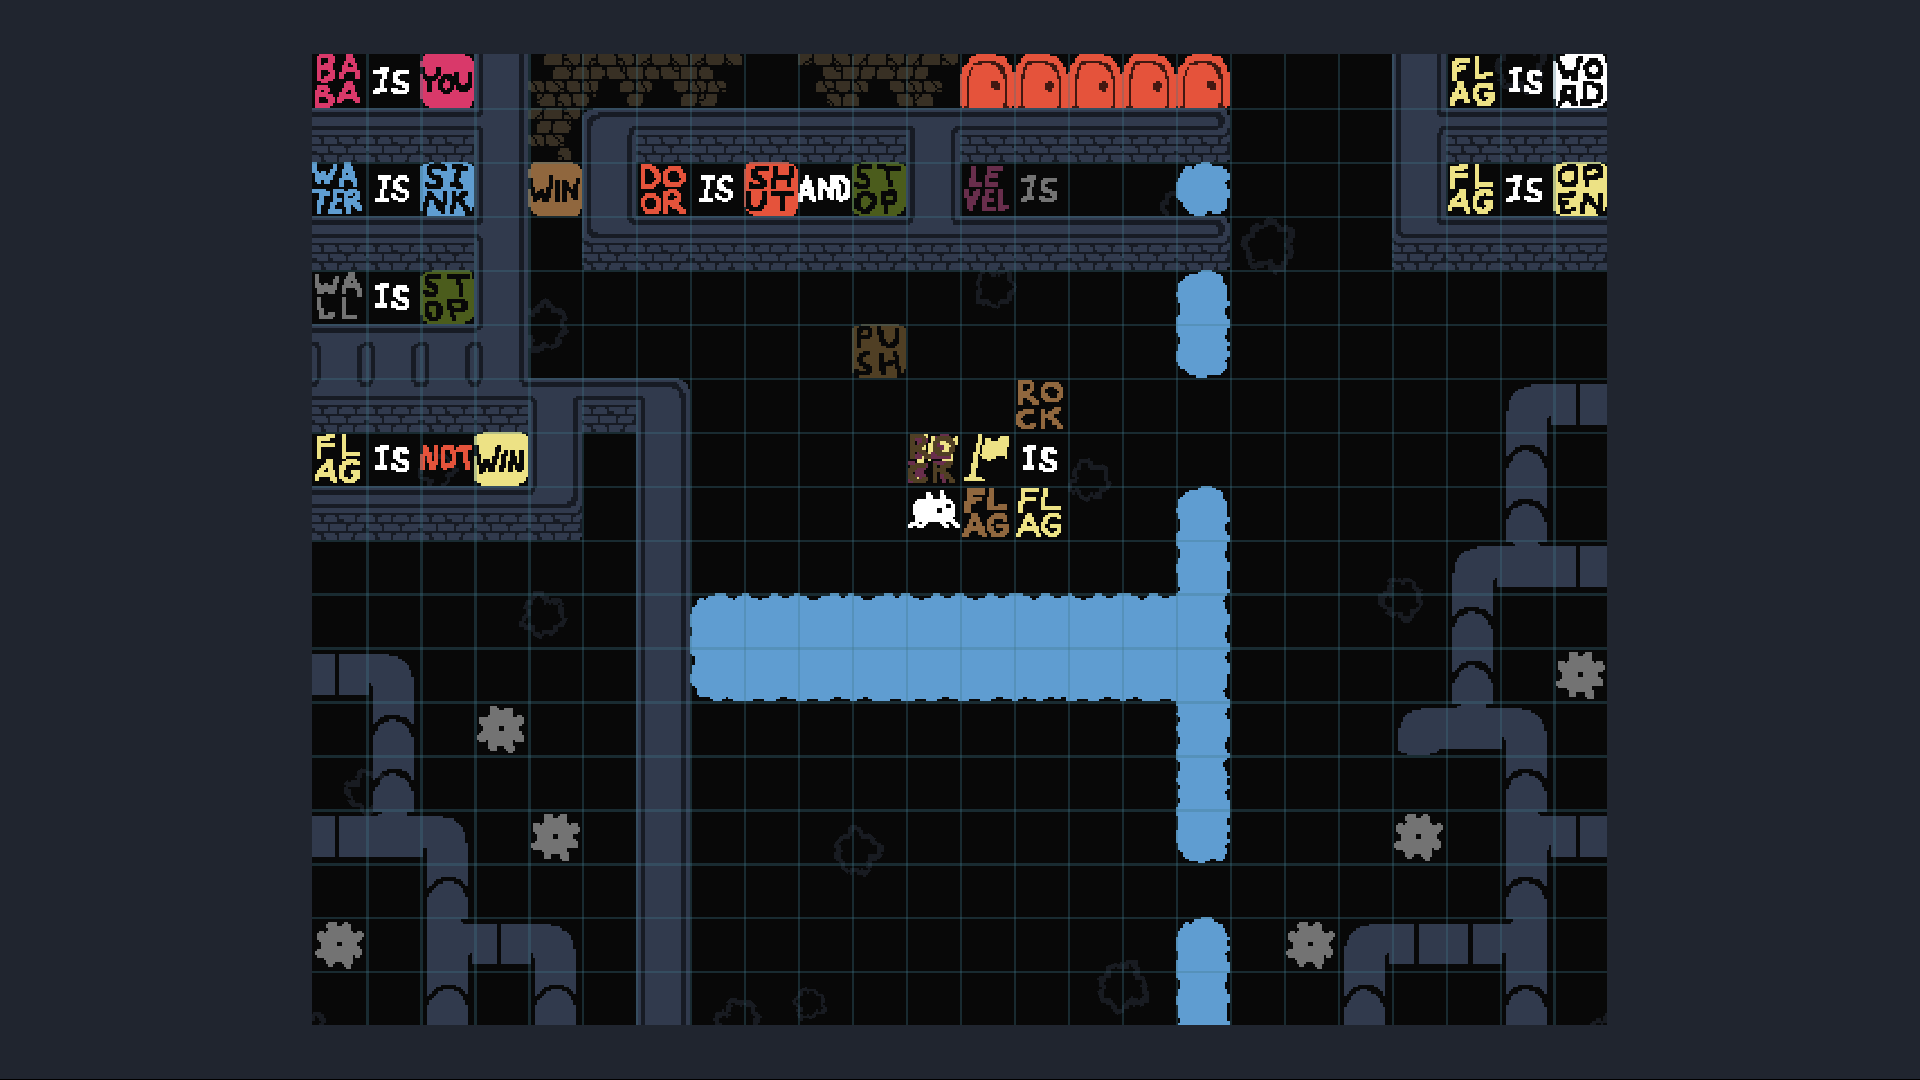 BABA IS YOU
FLAG IS WORD
WATER IS SINK
WIN
DOOR IS SHUT AND STOP
LEVEL IS
FLAG IS OPEN
WALL IS STOP
PUSH
ROCK
FLAG IS NOT WIN
IS
FLAG FLAG